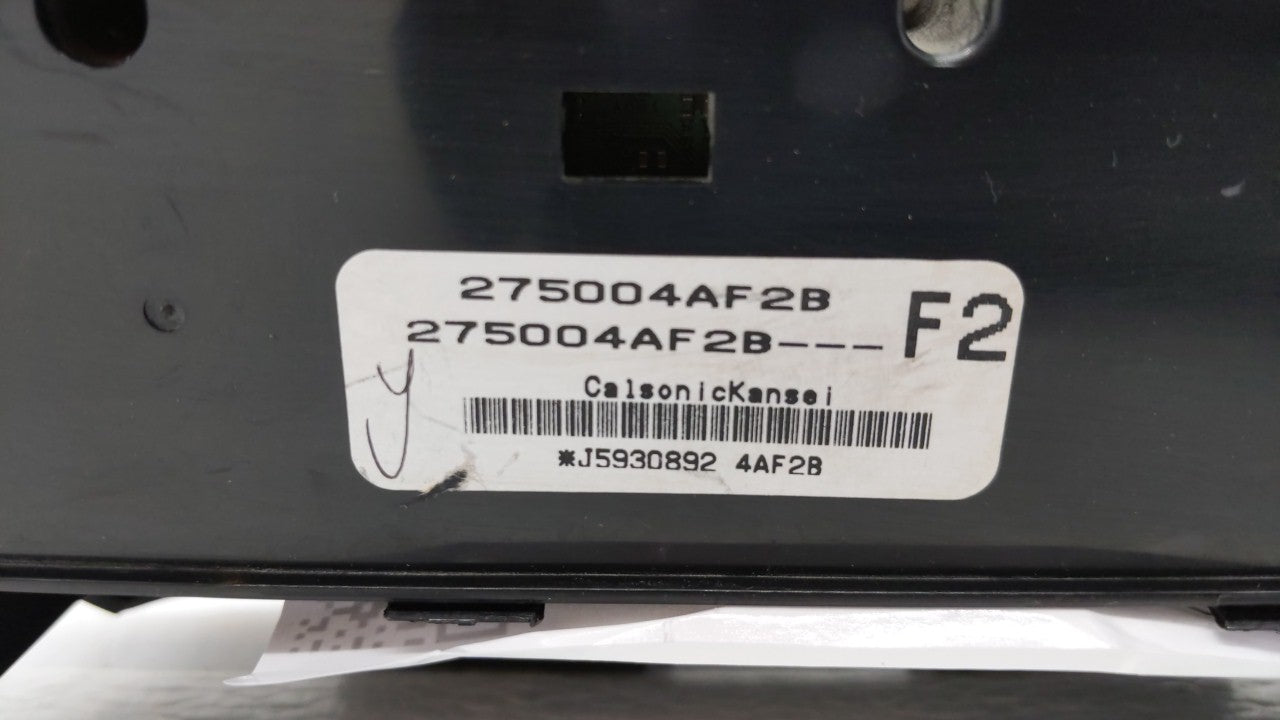 275004AF2B
275004AF2B---
F2
CalsonicKansei
*J5930892 4AF2B
y